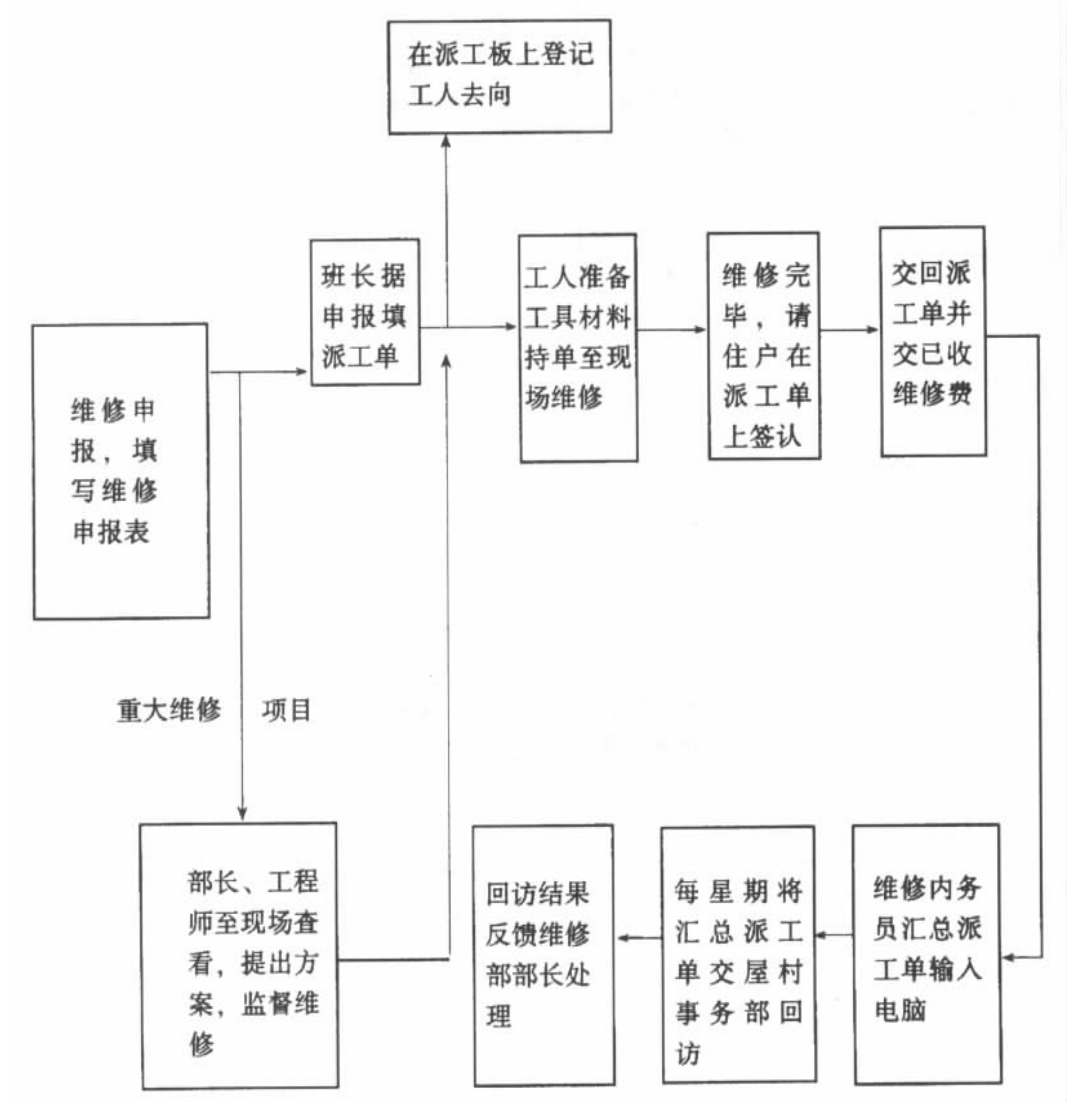 在派工板上登记
工人去向
班长据
申报填
派工单
工人准备
工具材料
持单至现
场维修
维修完
毕，请
住户在
派工单
上签认
交回派
工单并
交已收
维修费
维修申
报，填
写维修
申报表
重大维修 项目
部长、工程
师至现场查
看，提出方
案，监督维
修
回访结果
反馈维修
部部长处
理
每星期将
汇总派工
单交屋村
事务部回
访
维修内务
员汇总派
工单输入
电脑